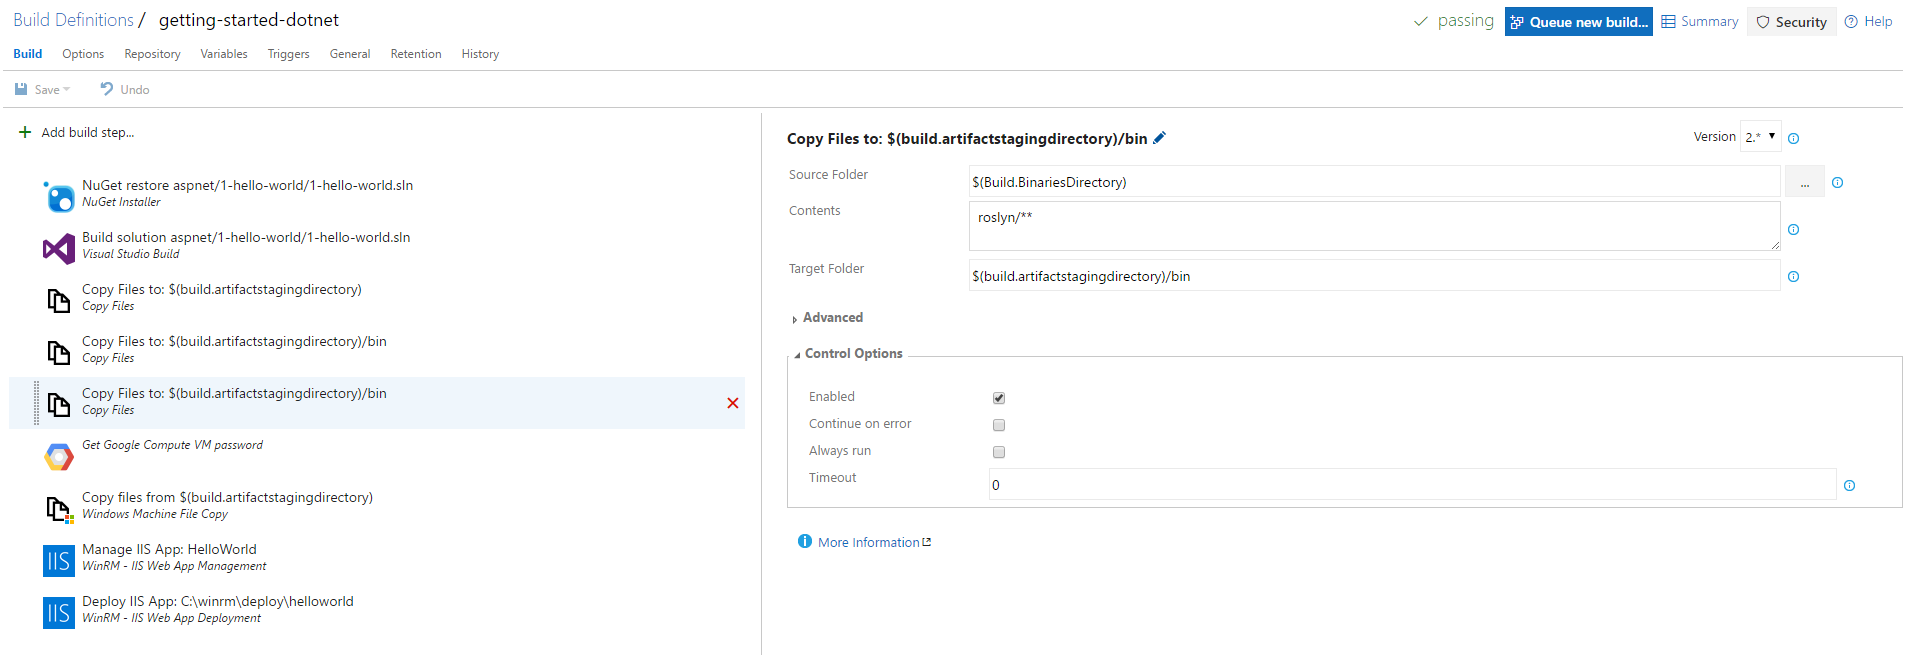 Build Definitions / getting-started-dotnet
passing Queue new build... Summary Security Help
Build Options Repository Variables Triggers General Retention History
Save Undo
Add build step...
NuGet restore aspnet/1-hello-world/1-hello-world.sln
NuGet Installer
Build solution aspnet/1-hello-world/1-hello-world.sln
Visual Studio Build
Copy Files to: $(build.artifactstagingdirectory)
Copy Files
Copy Files to: $(build.artifactstagingdirectory)/bin
Copy Files
Copy Files to: $(build.artifactstagingdirectory)/bin
Copy Files
Get Google Compute VM password
Copy files from $(build.artifactstagingdirectory)
Windows Machine File Copy
IIS
Manage IIS App: HelloWorld
WinRM - IIS Web App Management
IIS
Deploy IIS App: C:\winrm\deploy\helloworld
WinRM - IIS Web App Deployment
Copy Files to: $(build.artifactstagingdirectory)/bin
Version 2.*
Source Folder $(Build.BinariesDirectory) ...
Contents roslyn/**
Target Folder $(build.artifactstagingdirectory)/bin
Advanced
Control Options
Enabled
Continue on error
Always run
Timeout 0
More Information